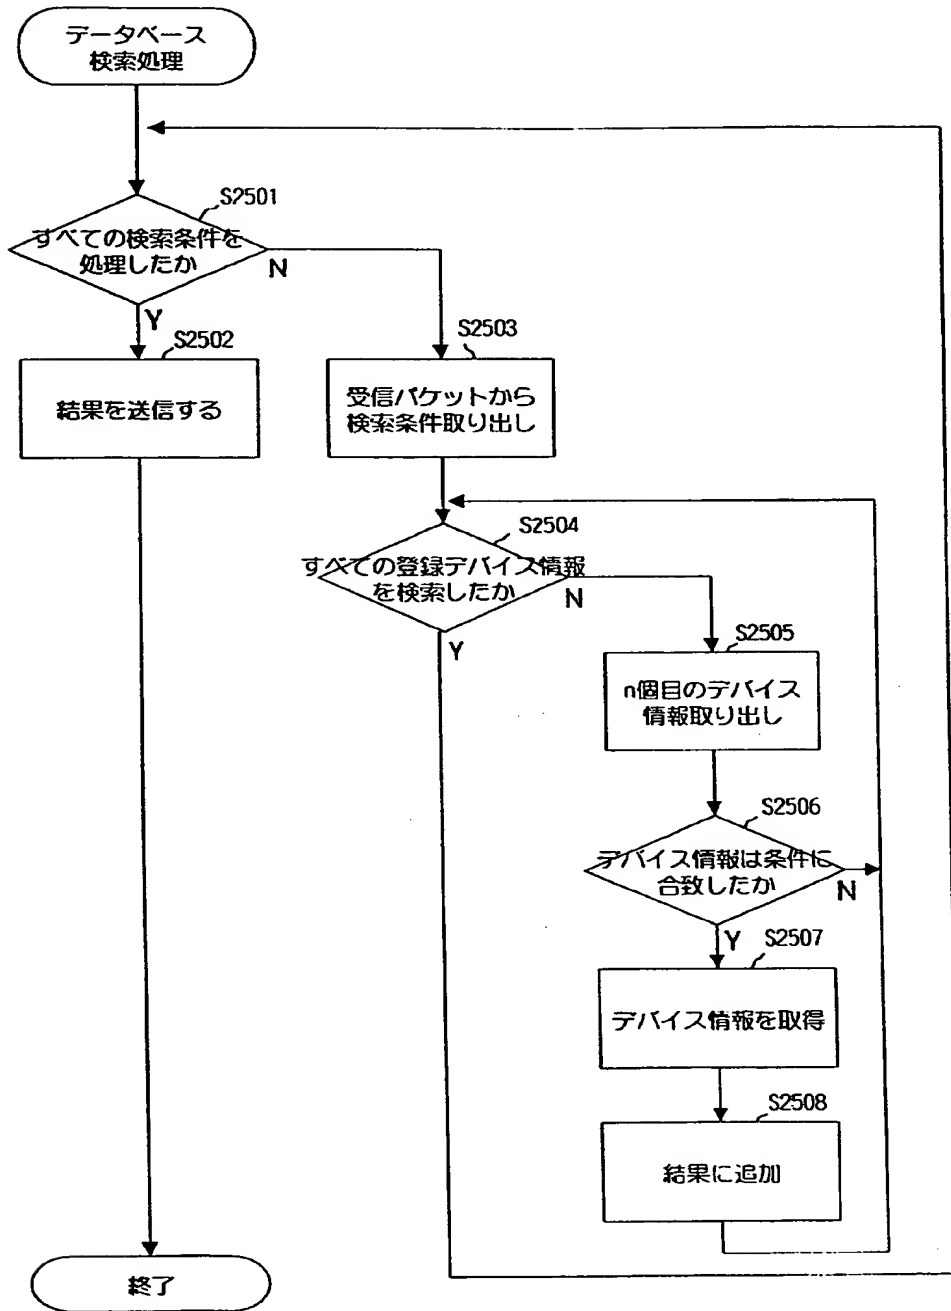 データベース
検索処理
S2501
すべての検索条件を
処理したか
N
Y
S2502
結果を送信する
S2503
受信パケットから
検索条件取り出し
S2504
すべての登録デバイス情報
を検索したか
N
Y
S2505
n個目のデバイス
情報取り出し
S2506
デバイス情報は条件に
合致したか
N
Y
S2507
デバイス情報を取得
S2508
結果に追加
終了